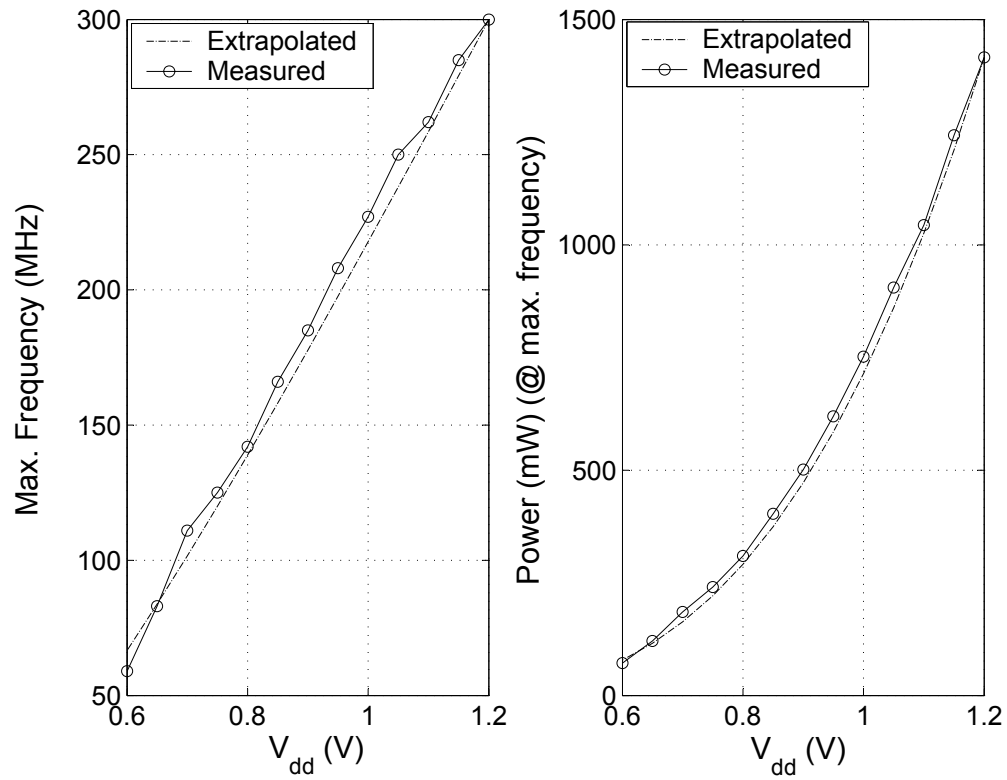 300
250
200
150
100
50
Max. Frequency (MHz)
Extrapolated
Measured
0.6
0.8
1
1.2
V_dd (V)
1500
1000
500
0
Power (mW) (@ max. frequency)
Extrapolated
Measured
0.6
0.8
1
1.2
V_dd (V)